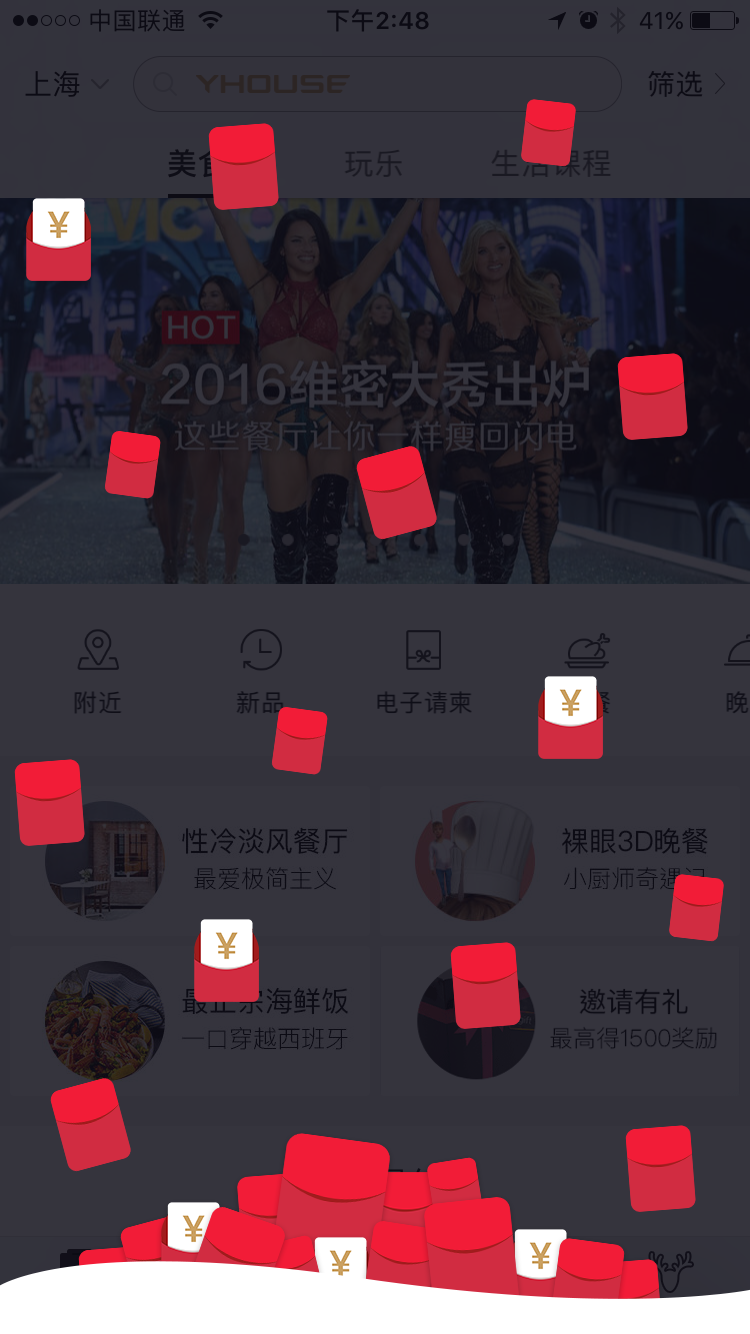 中国联通 下午2:48 41%
上海 YHOUSE 筛选
美食 玩乐 生活课程
VICTORIA
HOT
2016维密大秀出炉
这些餐厅让你一样瘦回闪电
附近 新品 电子请柬 餐 晚
¥
¥
性冷淡风餐厅 裸眼3D晚餐
最爱极简主义 小厨师奇遇记
¥
最正宗海鲜饭 邀请有礼
一口穿越西班牙 最高得1500奖励
¥
¥
¥